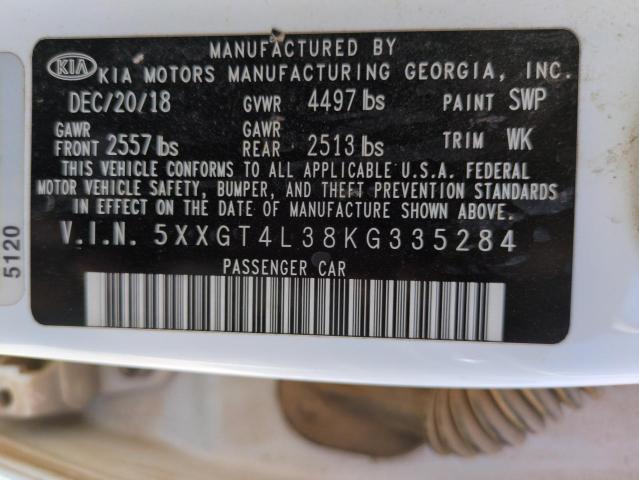 MANUFACTURED BY
KIA KIA MOTORS MANUFACTURING GEORGIA, INC.
DEC/20/18 GVWR 4497 lbs PAINT SWP
GAWR FRONT 2557 lbs GAWR REAR 2513 lbs TRIM WK
THIS VEHICLE CONFORMS TO ALL APPLICABLE U.S.A. FEDERAL
MOTOR VEHICLE SAFETY, BUMPER, AND THEFT PREVENTION STANDARDS
IN EFFECT ON THE DATE OF MANUFACTURE SHOWN ABOVE.
V.I.N. 5XXGT4L38KG335284
PASSENGER CAR
5120